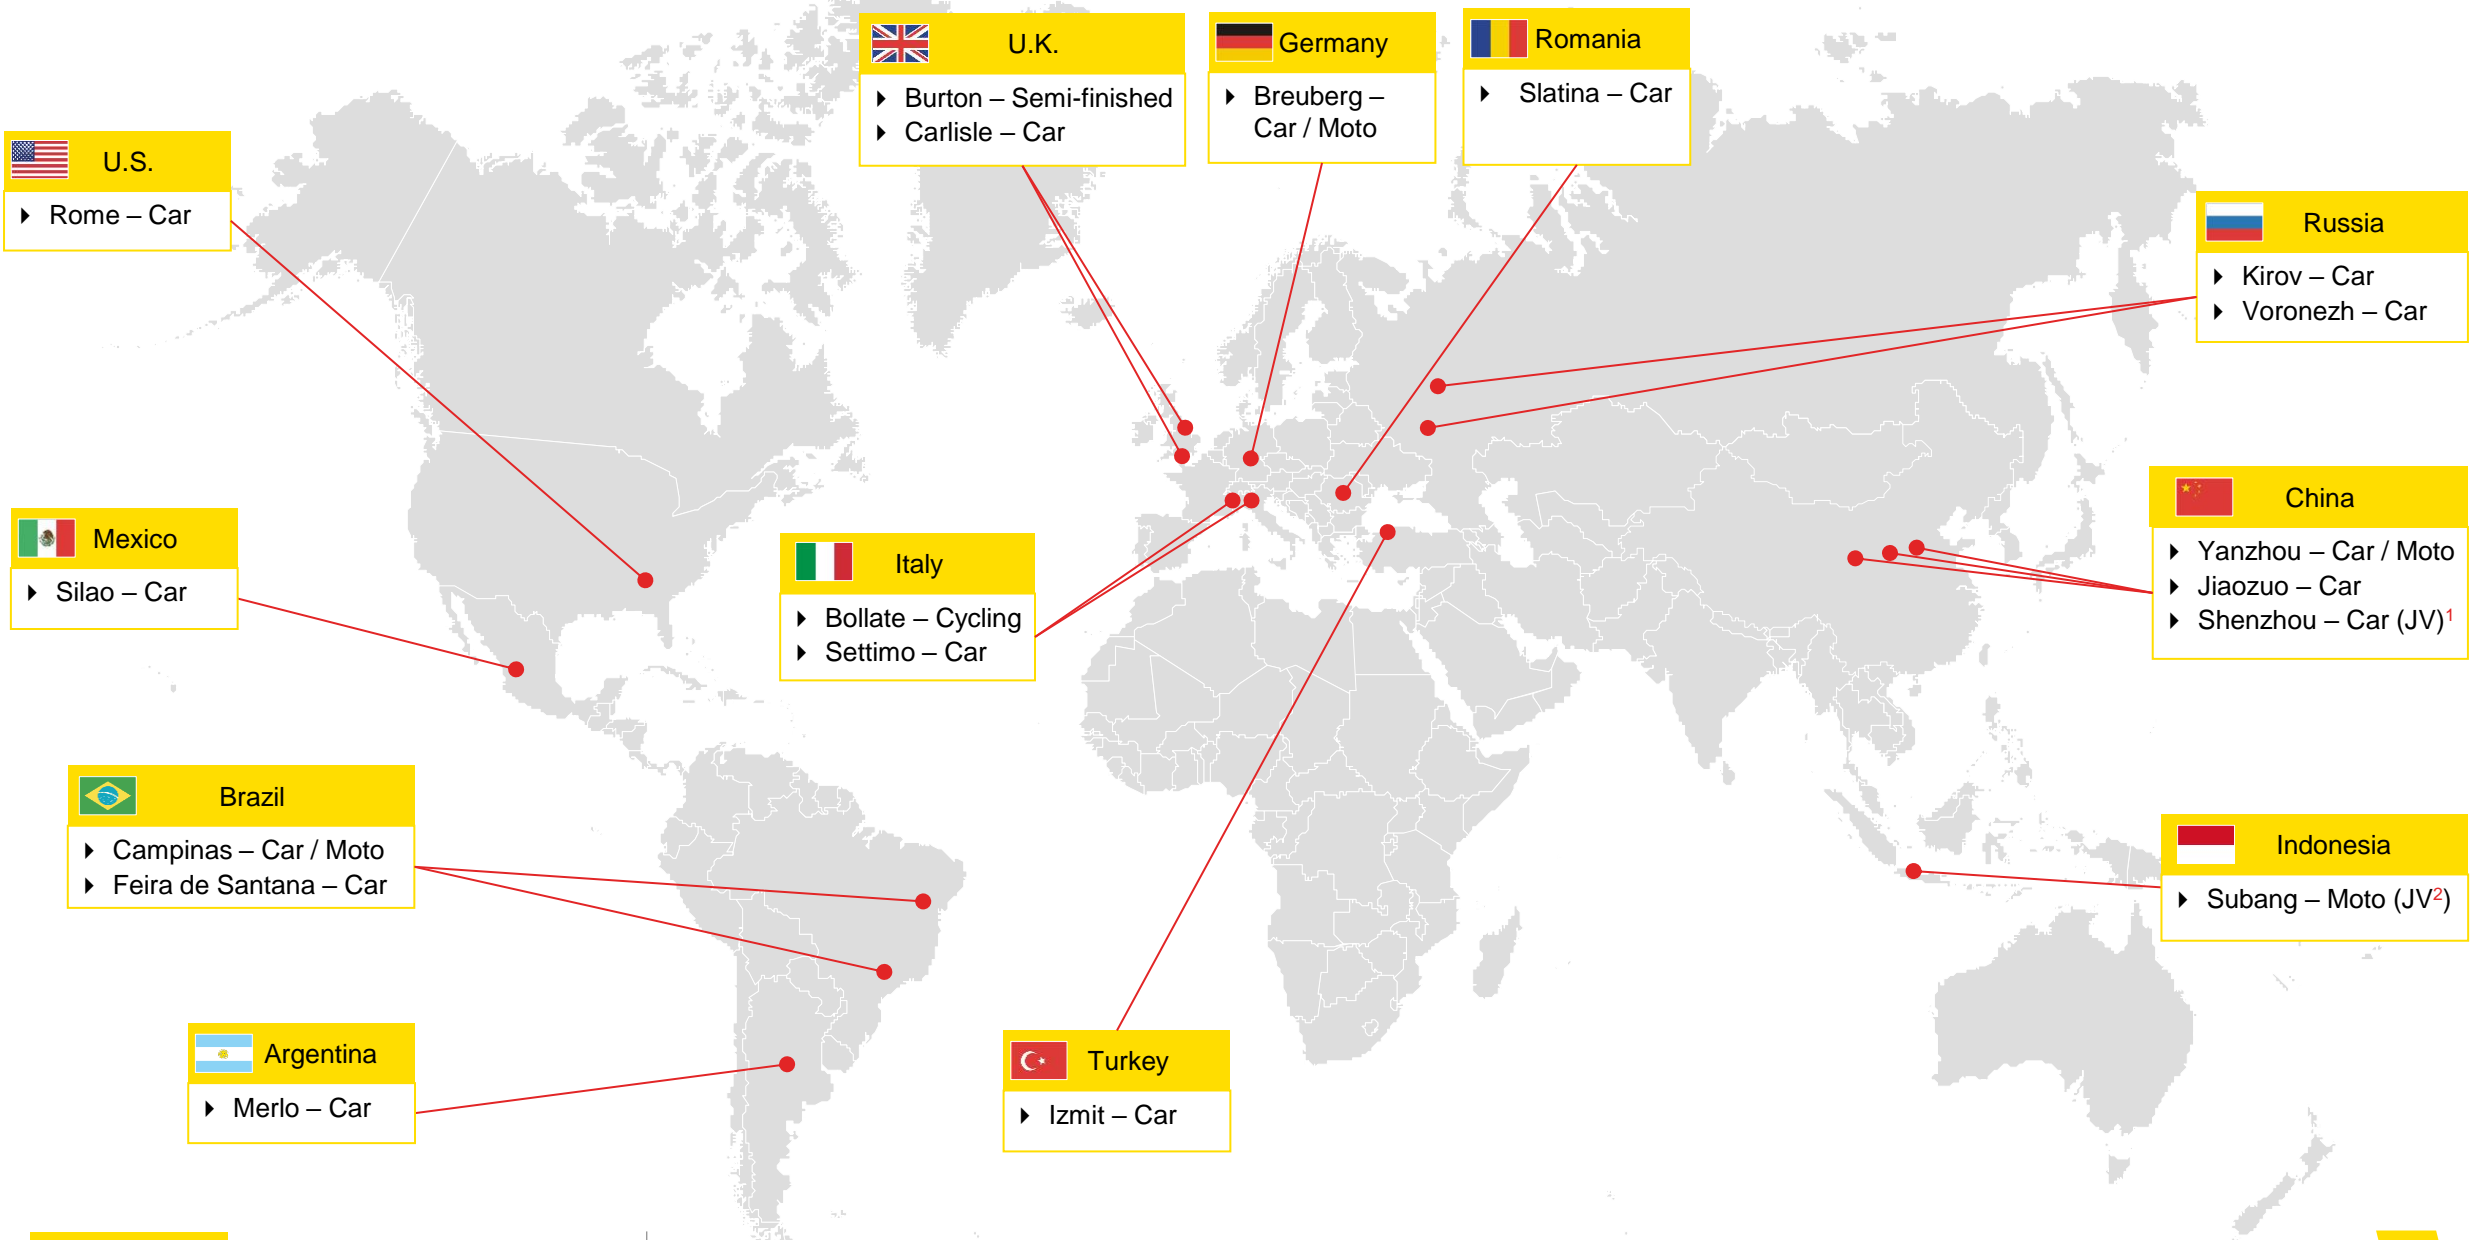 U.K.
Burton – Semi-finished
Carlisle – Car
Germany
Breuberg –
Car / Moto
Romania
Slatina – Car
U.S.
Rome – Car
Russia
Kirov – Car
Voronezh – Car
Mexico
Silao – Car
Italy
Bollate – Cycling
Settimo – Car
China
Yanzhou – Car / Moto
Jiaozuo – Car
Shenzhou – Car (JV)1
Brazil
Campinas – Car / Moto
Feira de Santana – Car
Indonesia
Subang – Moto (JV2)
Argentina
Merlo – Car
Turkey
Izmit – Car